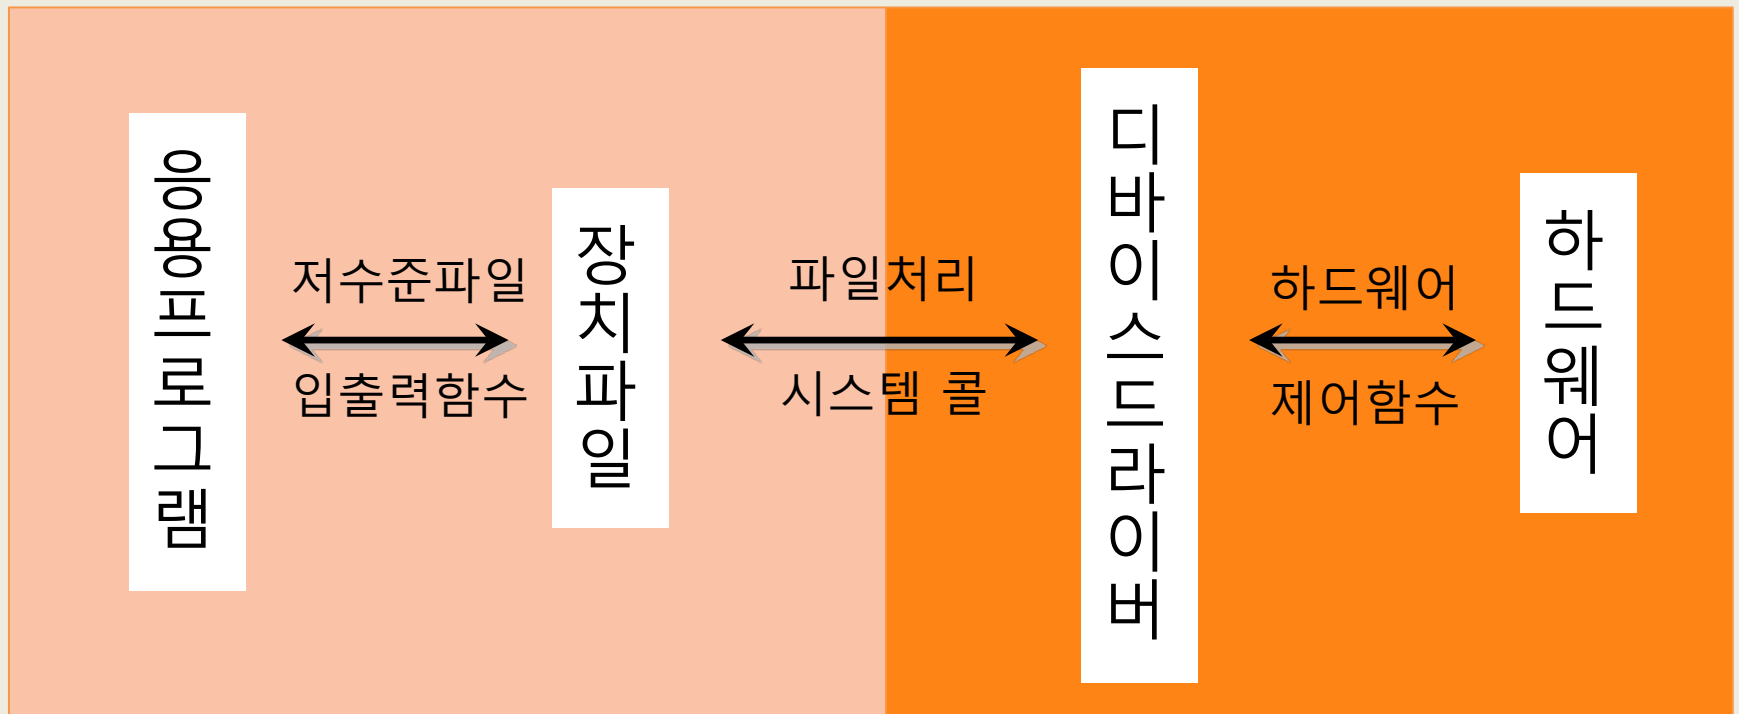 응용프로그램
저수준파일
입출력함수
장치파일
파일처리
시스템 콜
디바이스드라이버
하드웨어
제어함수
하드웨어